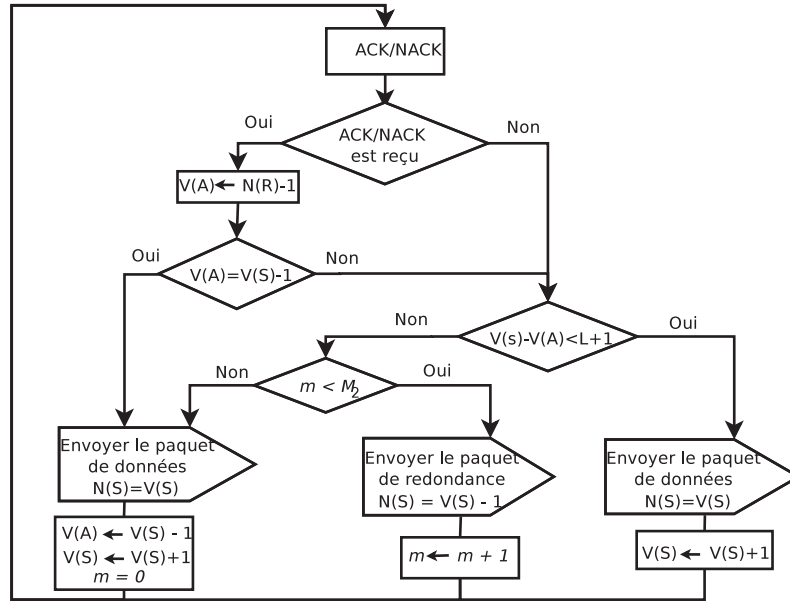 ACK/NACK
Oui
ACK/NACK
est reçu
Non
V(A) ← N(R)-1
Oui
V(A)=V(S)-1
Non
Non
V(s)-V(A)<L+1
Oui
Non
m < M2
Oui
Envoyer le paquet
de données
N(S)=V(S)
Envoyer le paquet
de redondance
N(S) = V(S) - 1
Envoyer le paquet
de données
N(S)=V(S)
V(A) ← V(S) - 1
V(S) ← V(S)+1
m = 0
m ← m + 1
V(S) ← V(S)+1